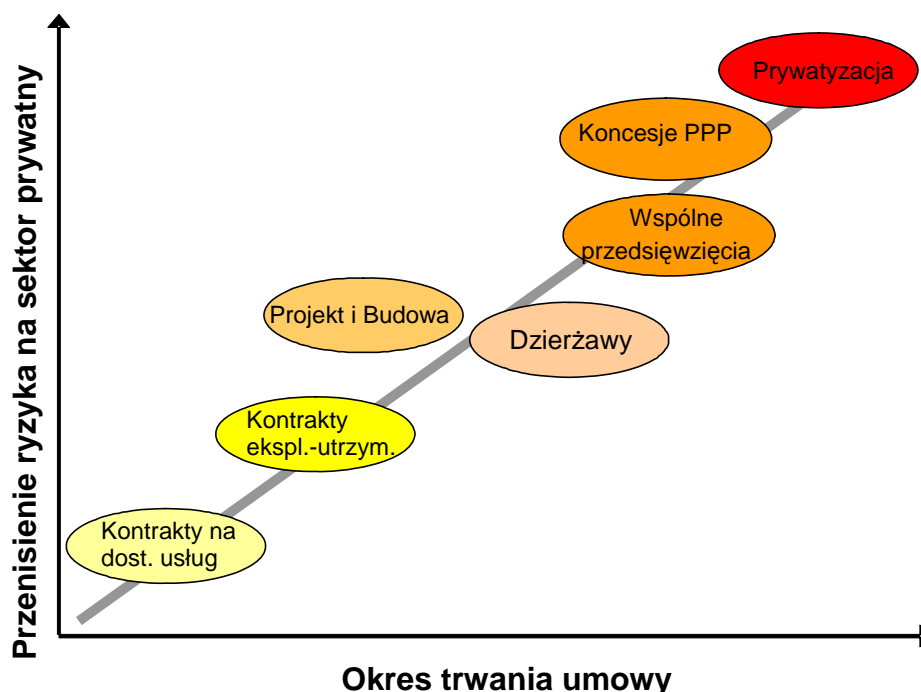 Przenisienie ryzyka na sektor prywatny
Prywatyzacja
Koncesje PPP
Wspólne
przedsięwzięcia
Projekt i Budowa
Dzierżawy
Kontrakty
ekspl.-utrzym.
Kontrakty na
dost. usług
Okres trwania umowy